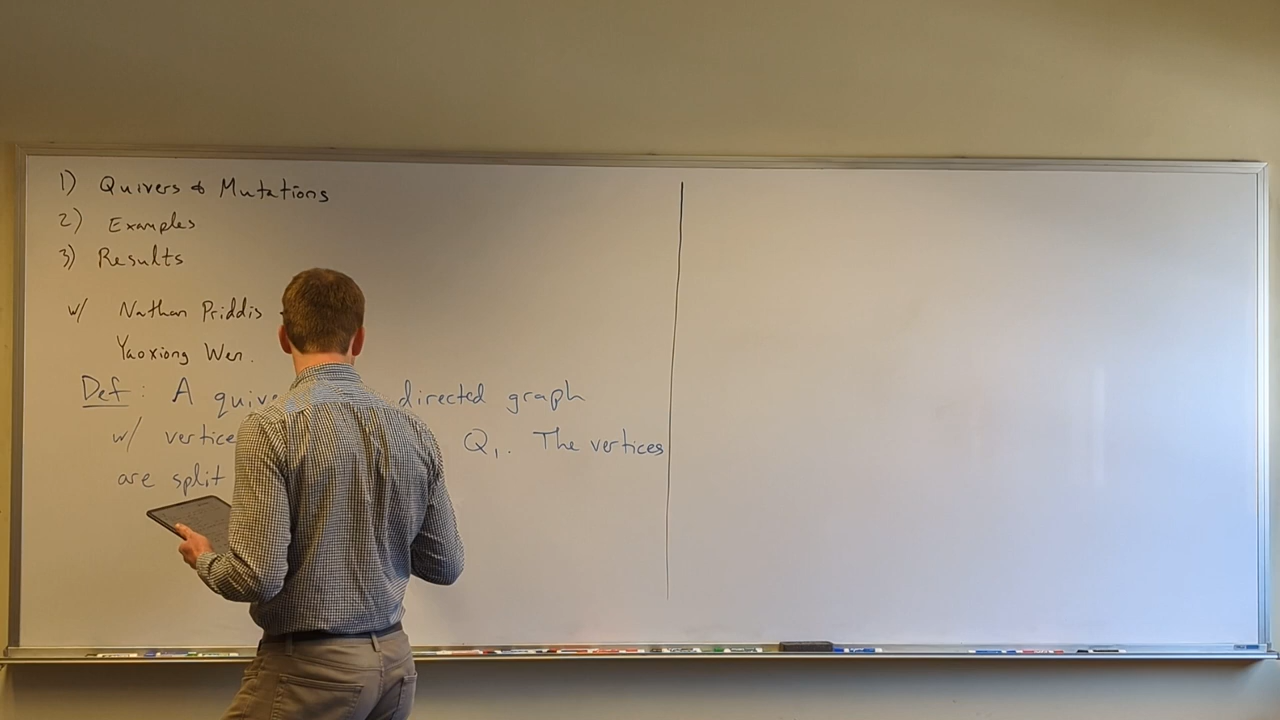 1) Quivers & Mutations
2) Examples
3) Results
w/ Nathan Priddis
Yaoxiong Wen.
Def: A quive directed graph
w/ vertice Q₁. The vertices
are split